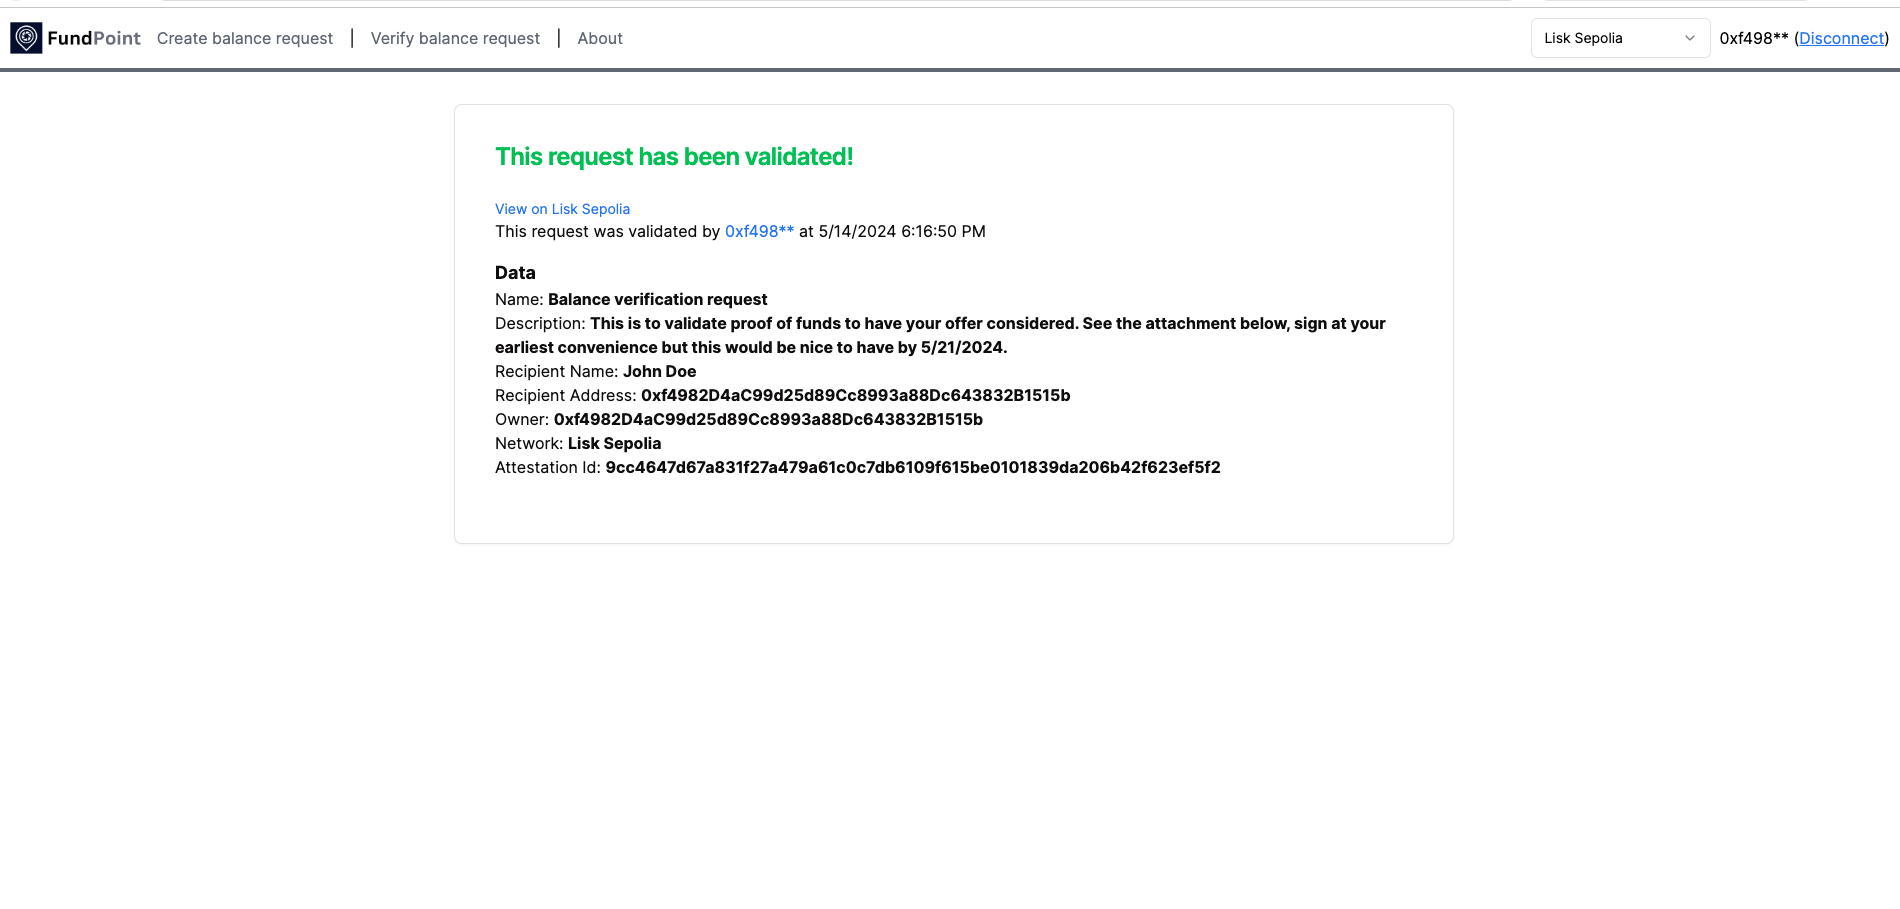 FundPoint Create balance request | Verify balance request | About Lisk Sepolia 0xf498** (Disconnect)
This request has been validated!
View on Lisk Sepolia
This request was validated by 0xf498** at 5/14/2024 6:16:50 PM
Data
Name: Balance verification request
Description: This is to validate proof of funds to have your offer considered. See the attachment below, sign at your
earliest convenience but this would be nice to have by 5/21/2024.
Recipient Name: John Doe
Recipient Address: 0xf4982D4aC99d25d89Cc8993a88Dc643832B1515b
Owner: 0xf4982D4aC99d25d89Cc8993a88Dc643832B1515b
Network: Lisk Sepolia
Attestation Id: 9cc4647d67a831f27a479a61c0c7db6109f615be0101839da206b42f623ef5f2